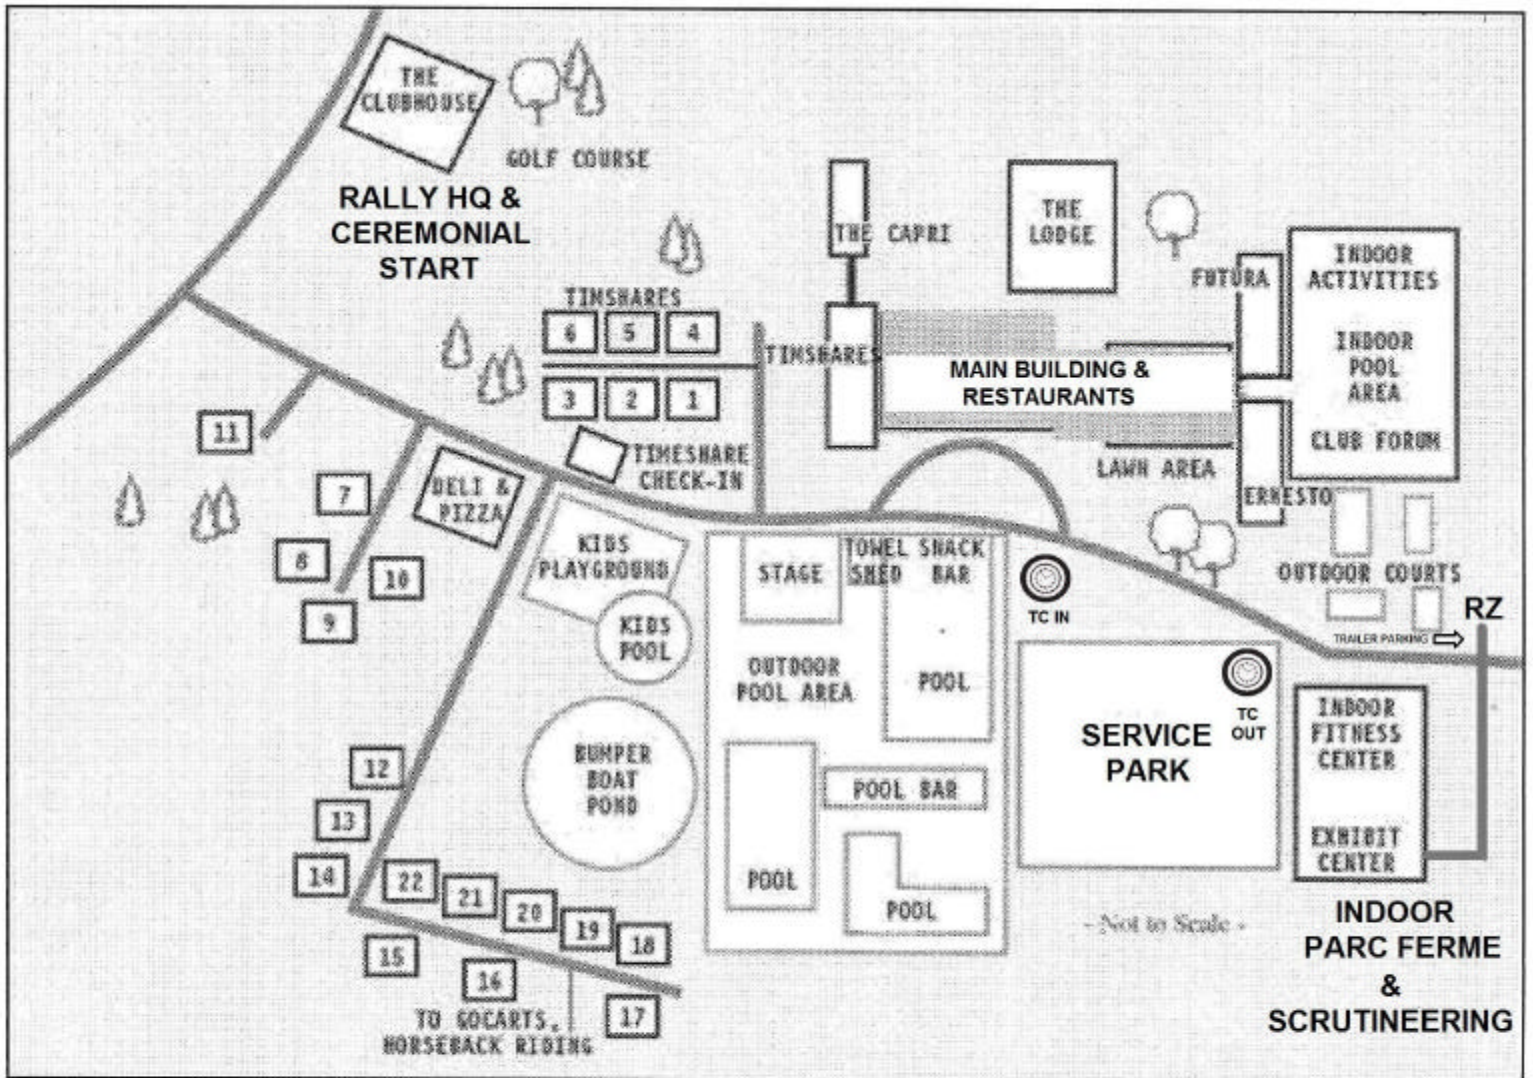 THE
CLUBHOUSE
GOLF COURSE
RALLY HQ &
CEREMONIAL
START
THE CAPRI
THE
LODGE
FUTURA
INDOOR
ACTIVITIES
INDOOR
POOL
AREA
CLUB FORUM
TIMSHARES
6 5 4
3 2 1
TIMSHARES
MAIN BUILDING &
RESTAURANTS
11
TIMESHARE
CHECK-IN
LAWN AREA
ERNESTO
7
DELI &
PIZZA
8
10
9
KIDS
PLAYGROUND
KIDS
POOL
STAGE
TOWEL
SHED
SNACK
BAR
TC IN
OUTDOOR COURTS
RZ
TRAILER PARKING
OUTDOOR
POOL AREA
POOL
TC
OUT
SERVICE
PARK
INDOOR
FITNESS
CENTER
EXHIBIT
CENTER
BUMPER
BOAT
POND
POOL BAR
POOL
POOL
12
13
14
22
21
20
19
18
15
16
17
TO GOCARTS,
HORSEBACK RIDING
- Not to Scale -
INDOOR
PARC FERME
&
SCRUTINEERING